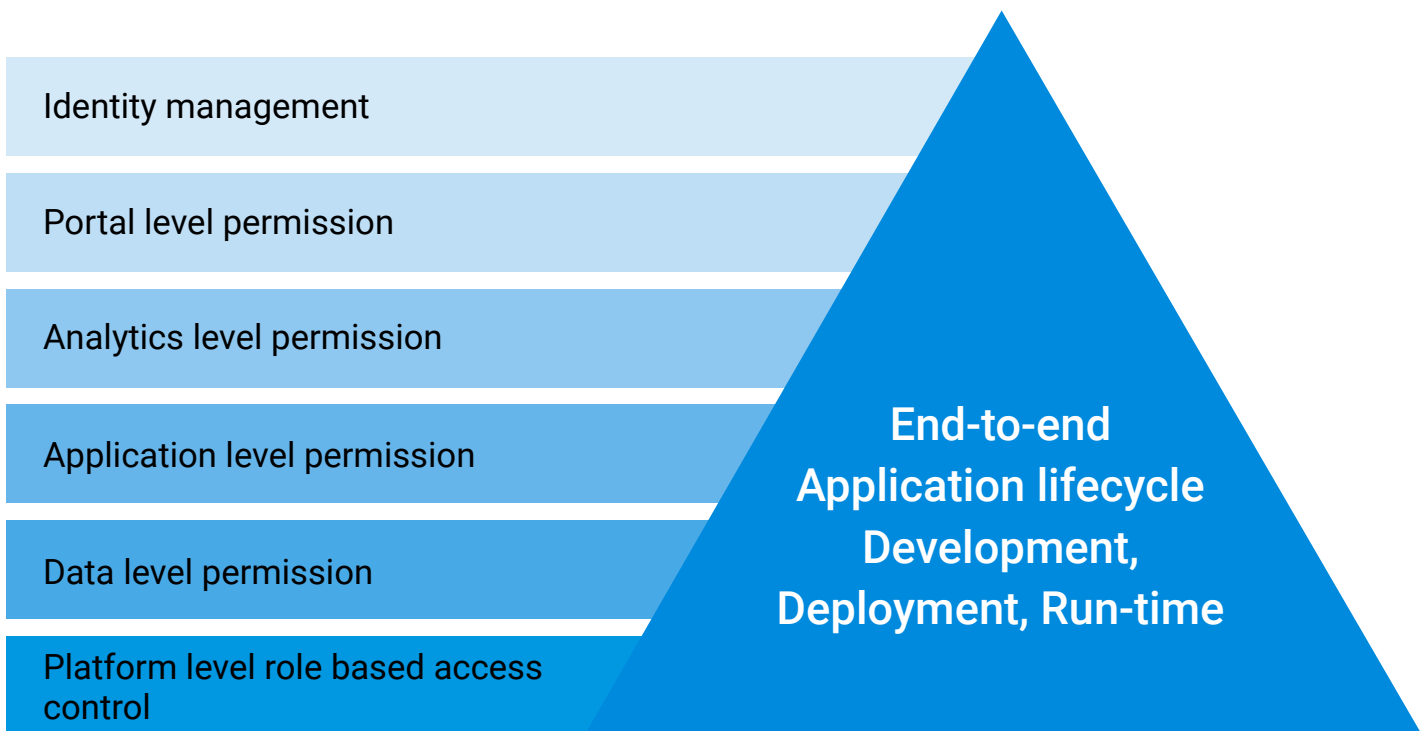 Identity management
Portal level permission
Analytics level permission
Application level permission
Data level permission
Platform level role based access
control
End-to-end
Application lifecycle
Development,
Deployment, Run-time